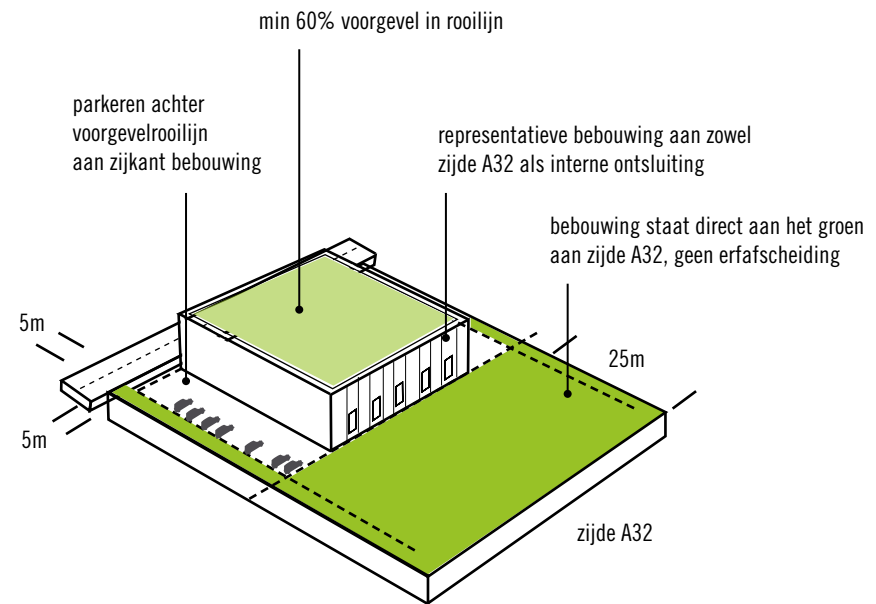 min 60% voorgevel in rooilijn
parkeren achter
voorgevelrooilijn
aan zijkant bebouwing
representatieve bebouwing aan zowel
zijde A32 als interne ontsluiting
bebouwing staat direct aan het groen
aan zijde A32, geen erfafscheiding
5m
25m
5m
zijde A32